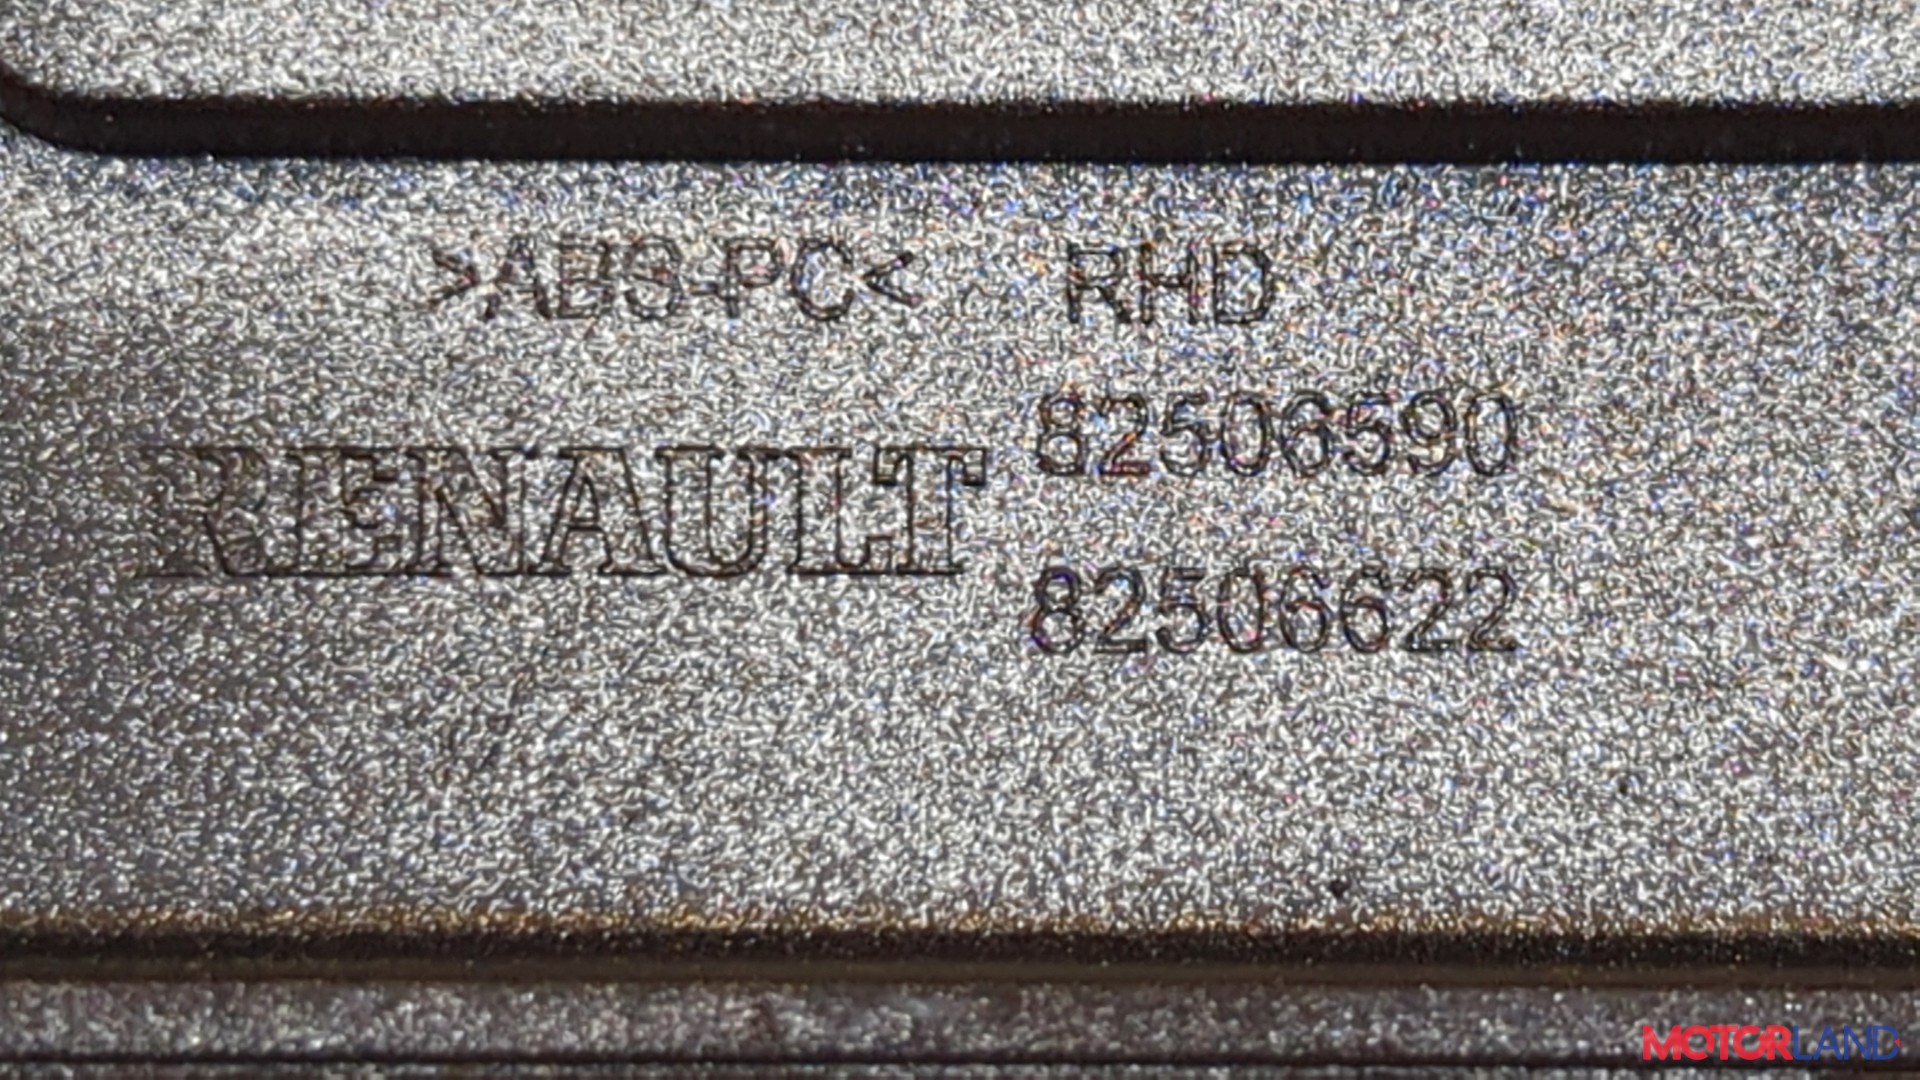 >ABS-PC< RHD
82506590
RENAULT
82506622
MOTORLAND